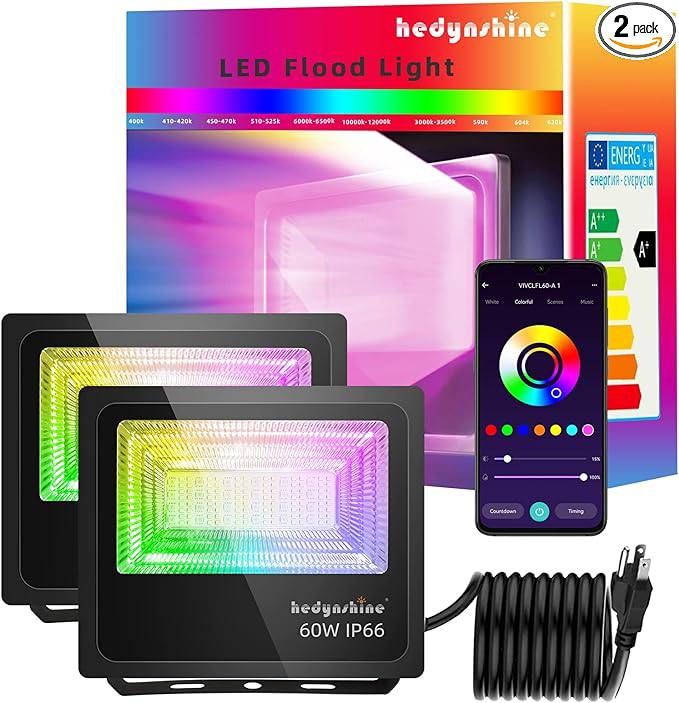 hedynshine
2
pack
LED Flood Light
400k 410-420k 450-470k 510-525k 6000k-6500k 10000k-12000k 3000k-3500k 590k 604k 620k
ENERG
енергия · ενεργεια
A++
A+
A+
VIVCLFL60-A 1
White Colorful Scenes Music
15%
100%
Countdown Timing
hedynshine
60W IP66